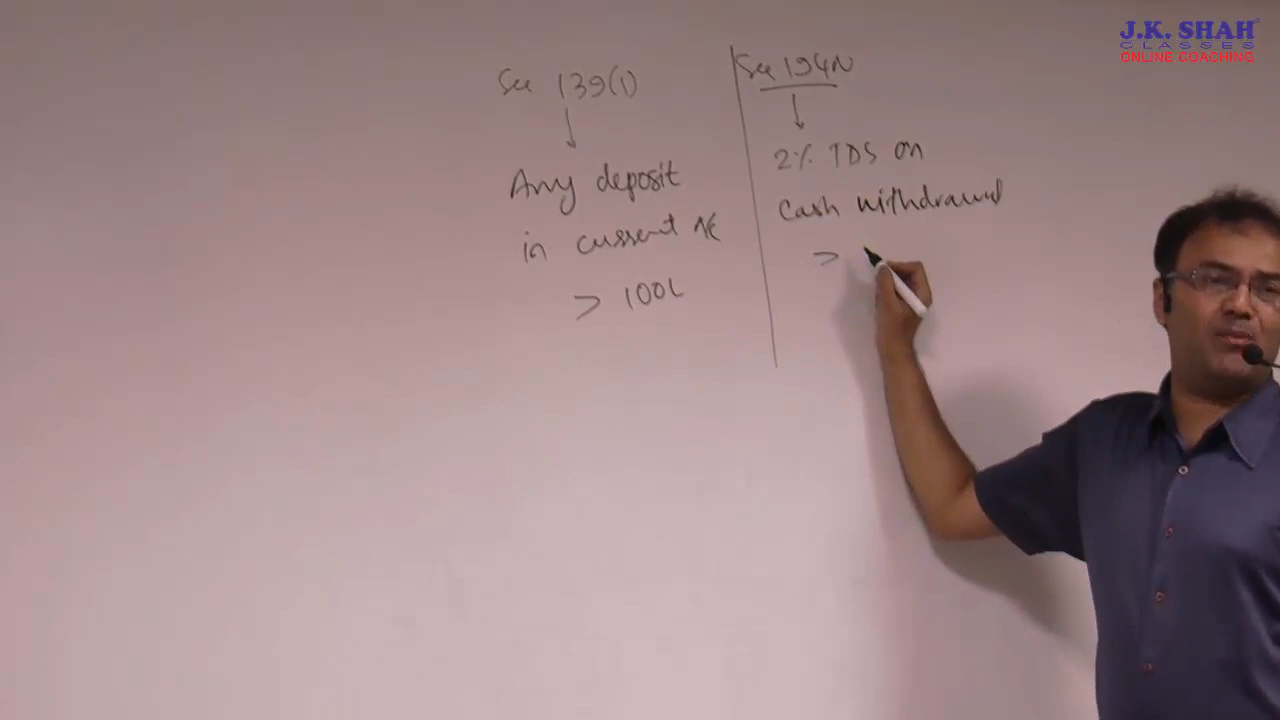 J.K. SHAH
CLASSES
ONLINE COACHING
Sec 139(1)
↓
Any deposit
in current A/c
> 100L
Sec 194N
↓
2% TDS on
Cash withdrawal
>